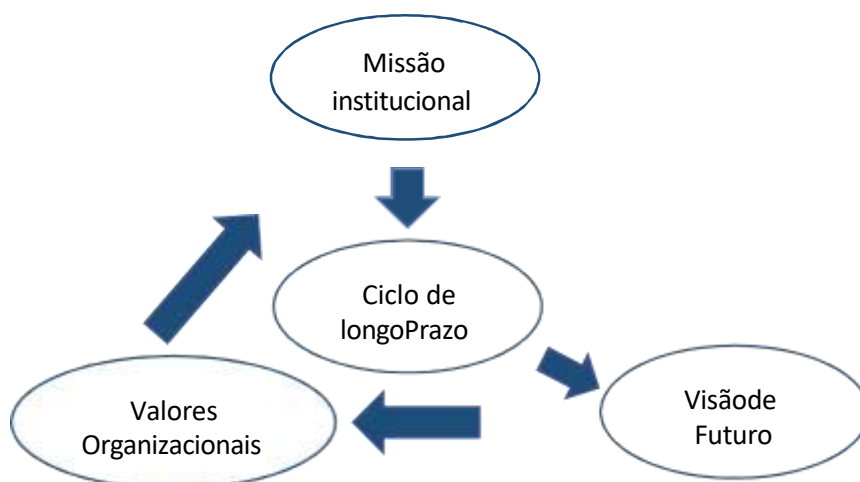 Missão
institucional
Ciclo de
longoPrazo
Visãode
Futuro
Valores
Organizacionais